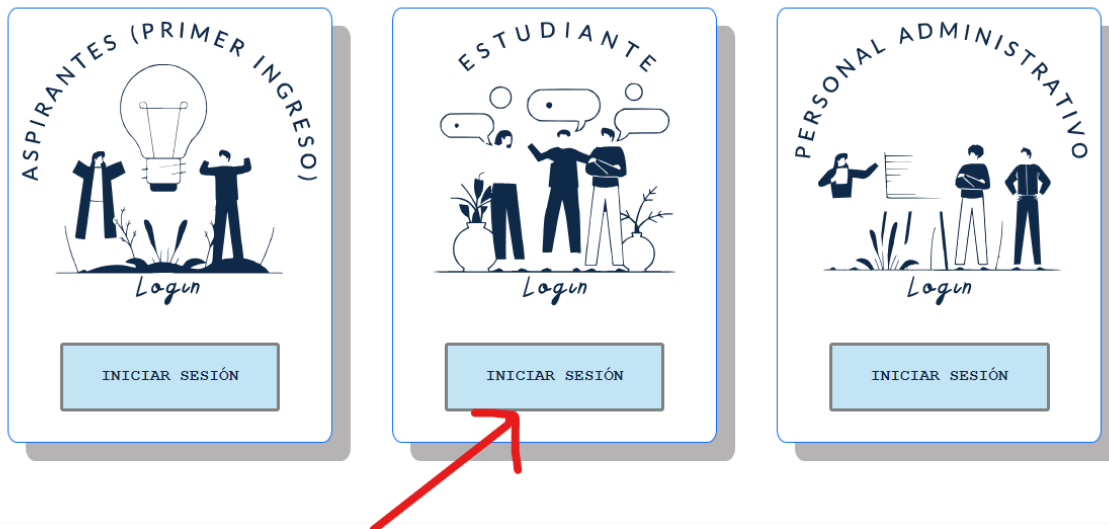 ASPIRANTES (PRIMER INGRESO)
Login
INICIAR SESIÓN
ESTUDIANTE
Login
INICIAR SESIÓN
PERSONAL ADMINISTRATIVO
Login
INICIAR SESIÓN